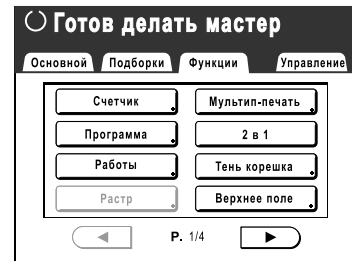 Готов делать мастер
Основной Подборки Функции Управление
Счетчик Мультип-печать
Программа 2 в 1
Работы Тень корешка
Растр Верхнее поле
P. 1/4